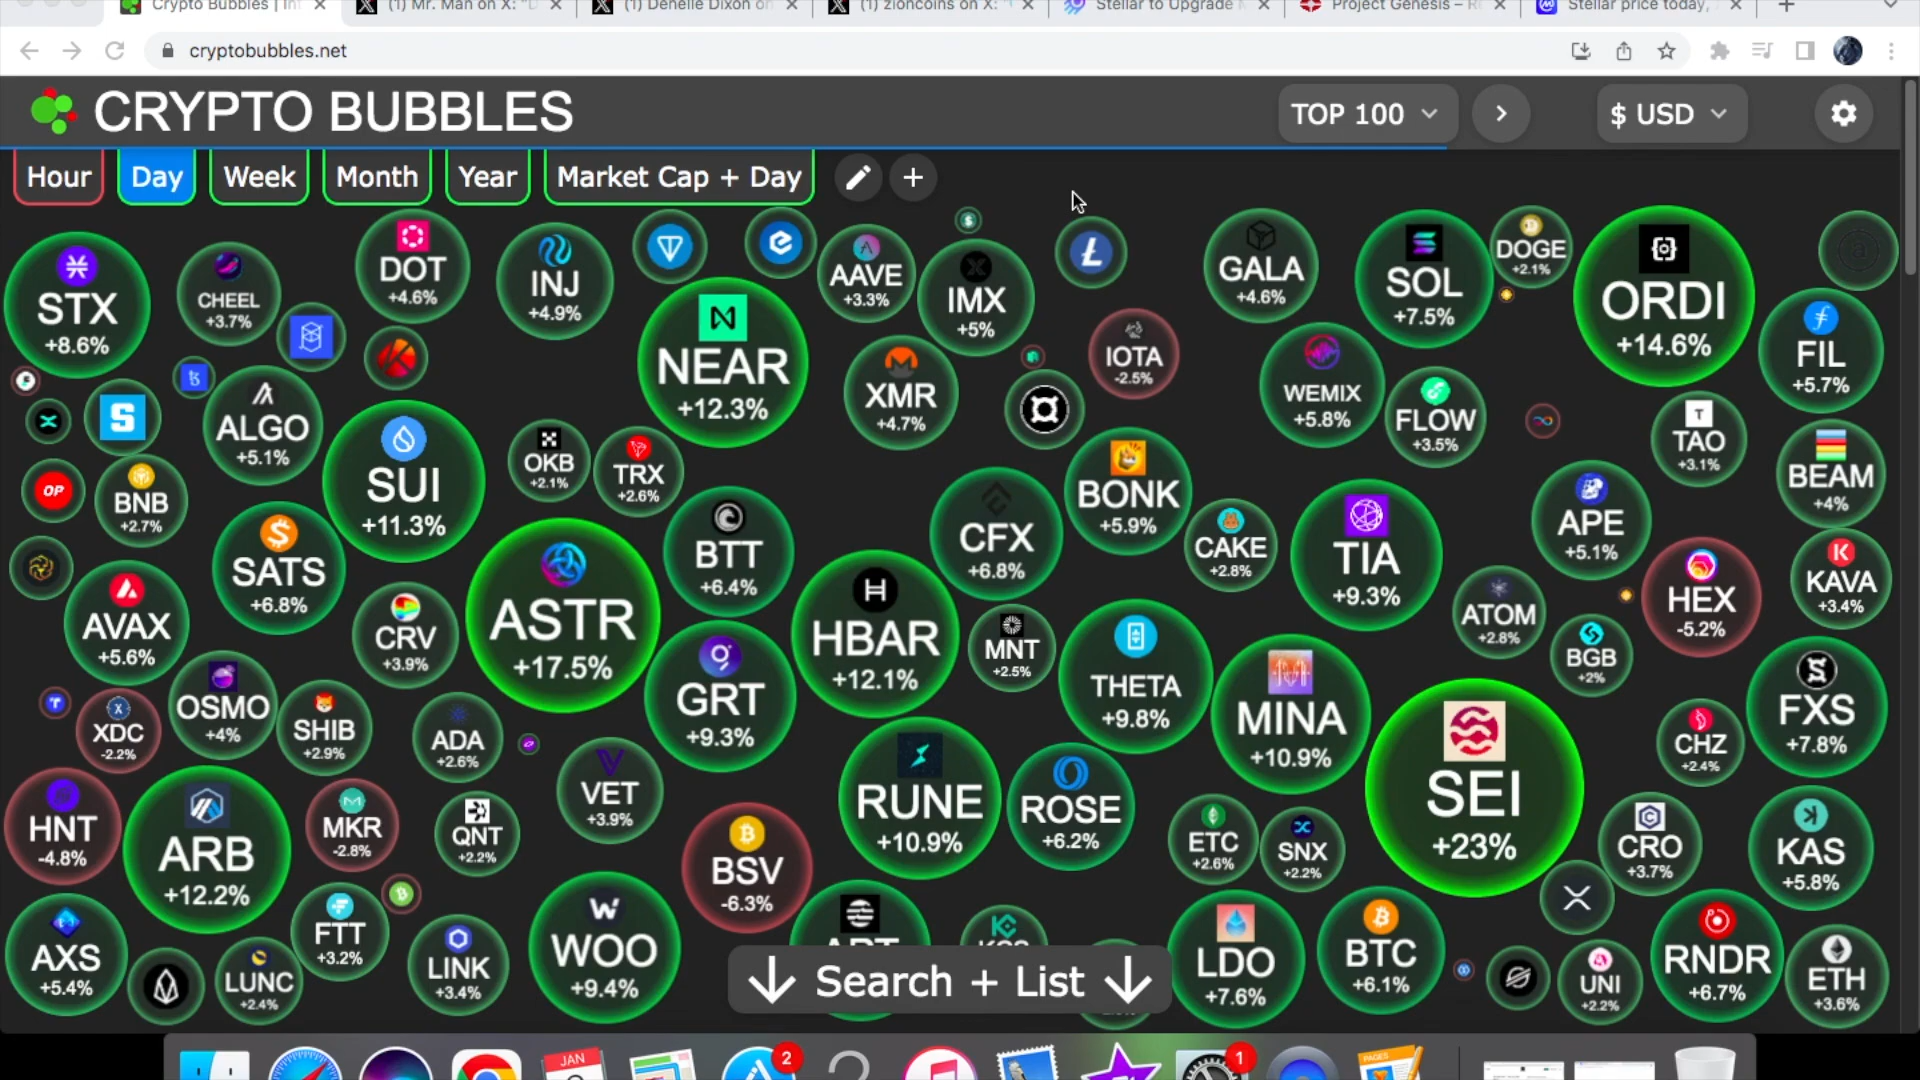 Crypto Bubbles | Int
(1) Mr. Man on X: "D
(1) Denelle Dixon on
(1) zioncoins on X: "
Stellar to Upgrade
Project Genesis – R
Stellar price today,
cryptobubbles.net
CRYPTO BUBBLES
TOP 100
$ USD
Hour
Day
Week
Month
Year
Market Cap + Day
STX
+8.6%
CHEEL
+3.7%
DOT
+4.6%
INJ
+4.9%
NEAR
+12.3%
AAVE
+3.3%
IMX
+5%
GALA
+4.6%
SOL
+7.5%
DOGE
+2.1%
ORDI
+14.6%
FIL
+5.7%
IOTA
-2.5%
XMR
+4.7%
WEMIX
+5.8%
FLOW
+3.5%
TAO
+3.1%
BEAM
+4%
ALGO
+5.1%
SUI
+11.3%
OKB
+2.1%
TRX
+2.6%
BONK
+5.9%
OP
BNB
+2.7%
SATS
+6.8%
BTT
+6.4%
CFX
+6.8%
CAKE
+2.8%
TIA
+9.3%
APE
+5.1%
HEX
-5.2%
KAVA
+3.4%
AVAX
+5.6%
CRV
+3.9%
ASTR
+17.5%
HBAR
+12.1%
MNT
+2.5%
THETA
+9.8%
ATOM
+2.8%
BGB
+2%
XDC
-2.2%
OSMO
+4%
SHIB
+2.9%
ADA
+2.6%
GRT
+9.3%
MINA
+10.9%
SEI
+23%
CHZ
+2.4%
FXS
+7.8%
HNT
-4.8%
ARB
+12.2%
MKR
-2.8%
QNT
+2.2%
VET
+3.9%
BSV
-6.3%
RUNE
+10.9%
ROSE
+6.2%
ETC
+2.6%
SNX
+2.2%
CRO
+3.7%
KAS
+5.8%
AXS
+5.4%
LUNC
+2.4%
FTT
+3.2%
LINK
+3.4%
WOO
+9.4%
LDO
+7.6%
BTC
+6.1%
UNI
+2.2%
RNDR
+6.7%
ETH
+3.6%
↓ Search + List ↓
JAN
2
1
PAGES